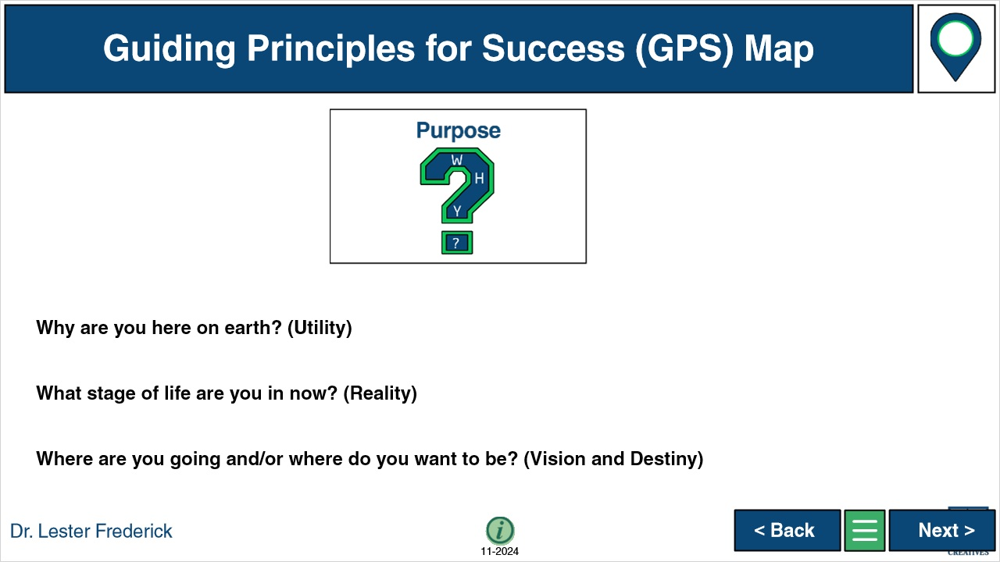 Guiding Principles for Success (GPS) Map
Purpose
W
H
Y
?
Why are you here on earth? (Utility)
What stage of life are you in now? (Reality)
Where are you going and/or where do you want to be? (Vision and Destiny)
Dr. Lester Frederick
i
11-2024
< Back
Next >
CREATIVES